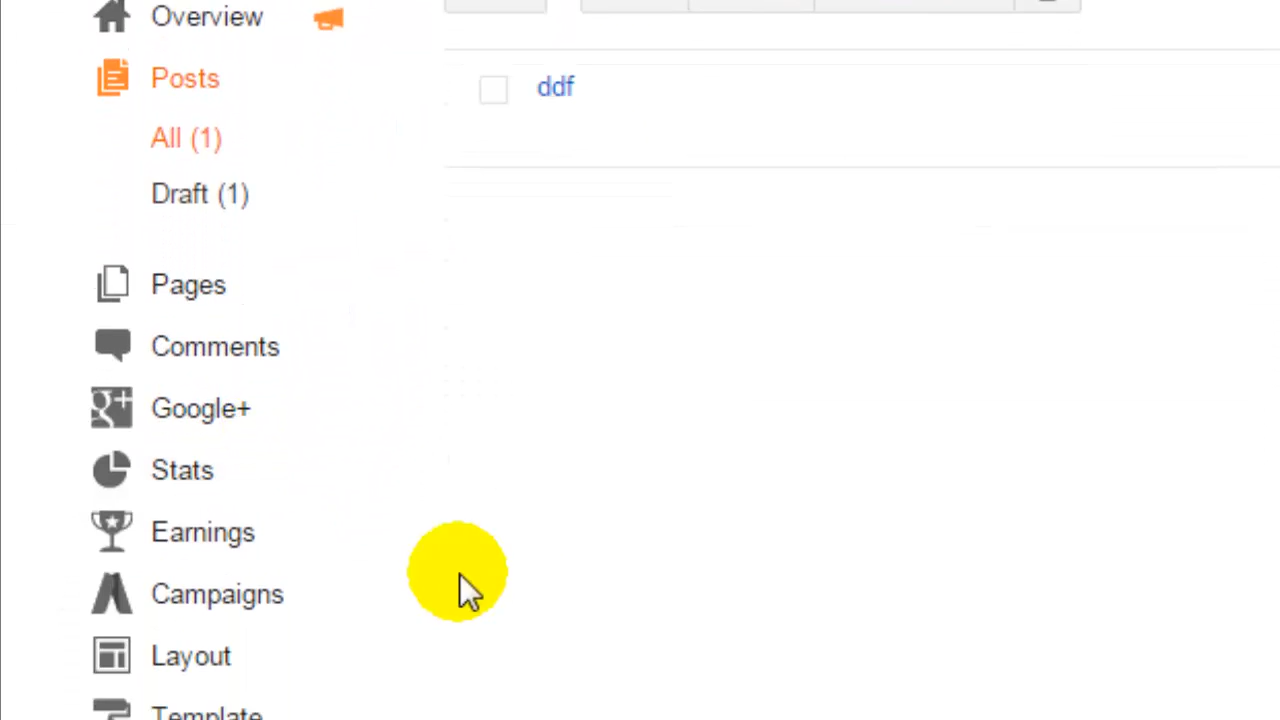 Overview
Posts
ddf
All (1)
Draft (1)
Pages
Comments
Google+
Stats
Earnings
Campaigns
Layout
Template